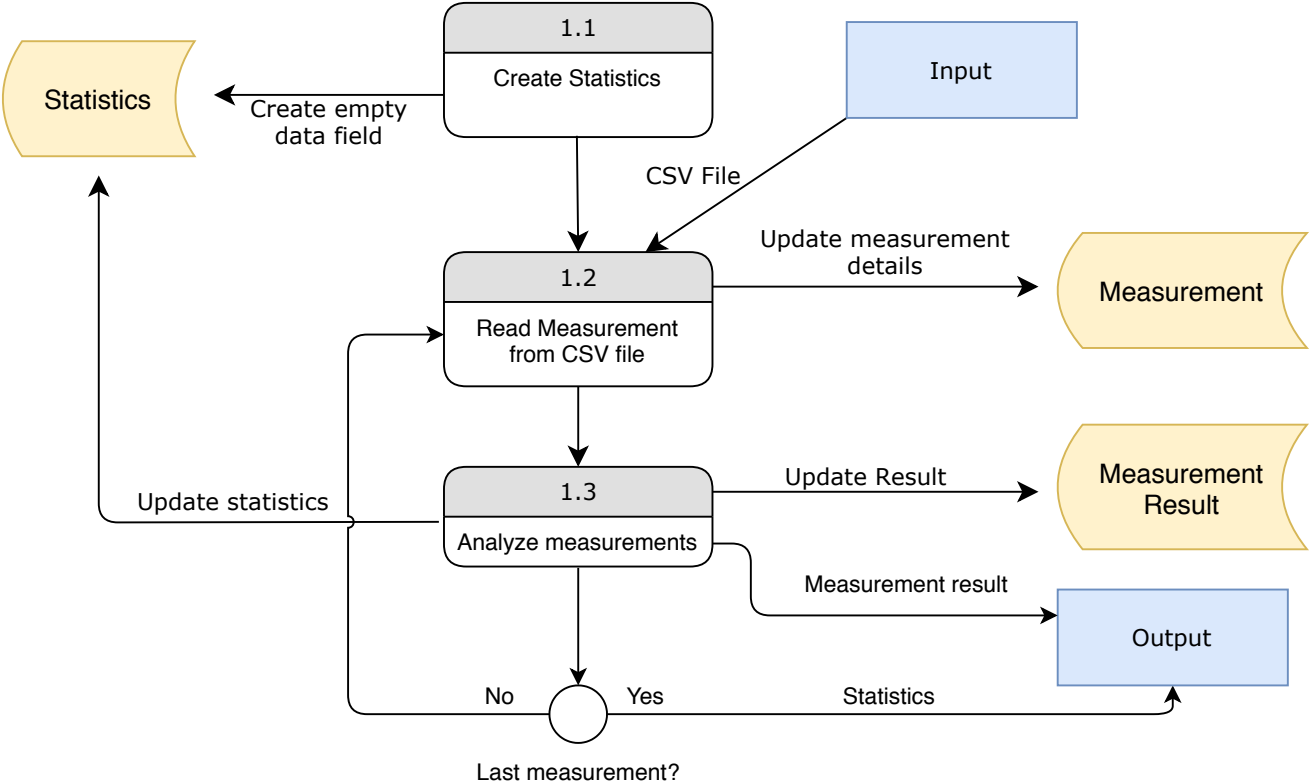 1.1
Create Statistics
Input
Statistics
Create empty
data field
CSV File
Update measurement
details
1.2
Read Measurement
from CSV file
Measurement
1.3
Analyze measurements
Update Result
Measurement
Result
Update statistics
Measurement result
Output
No
Yes
Statistics
Last measurement?